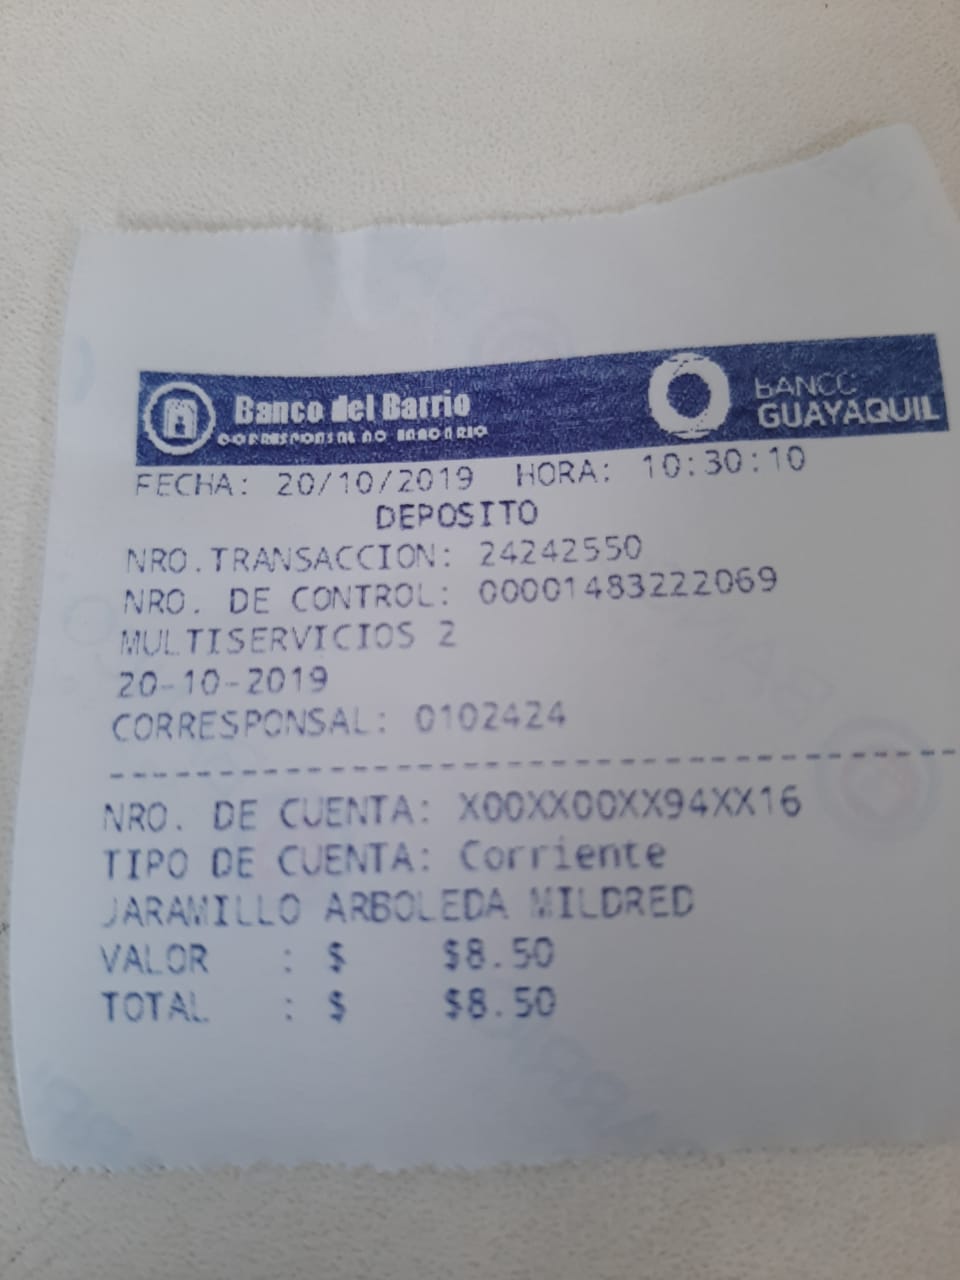 Banco del Barrio
CORRESPONSAL NO BANCARIO
BANCO
GUAYAQUIL
FECHA: 20/10/2019 HORA: 10:30:10
DEPOSITO
NRO.TRANSACCION: 24242550
NRO. DE CONTROL: 00001483222069
MULTISERVICIOS 2
20-10-2019
CORRESPONSAL: 0102424
NRO. DE CUENTA: X00XX00XX94XX16
TIPO DE CUENTA: Corriente
JARAMILLO ARBOLEDA MILDRED
VALOR : $ $8.50
TOTAL : $ $8.50